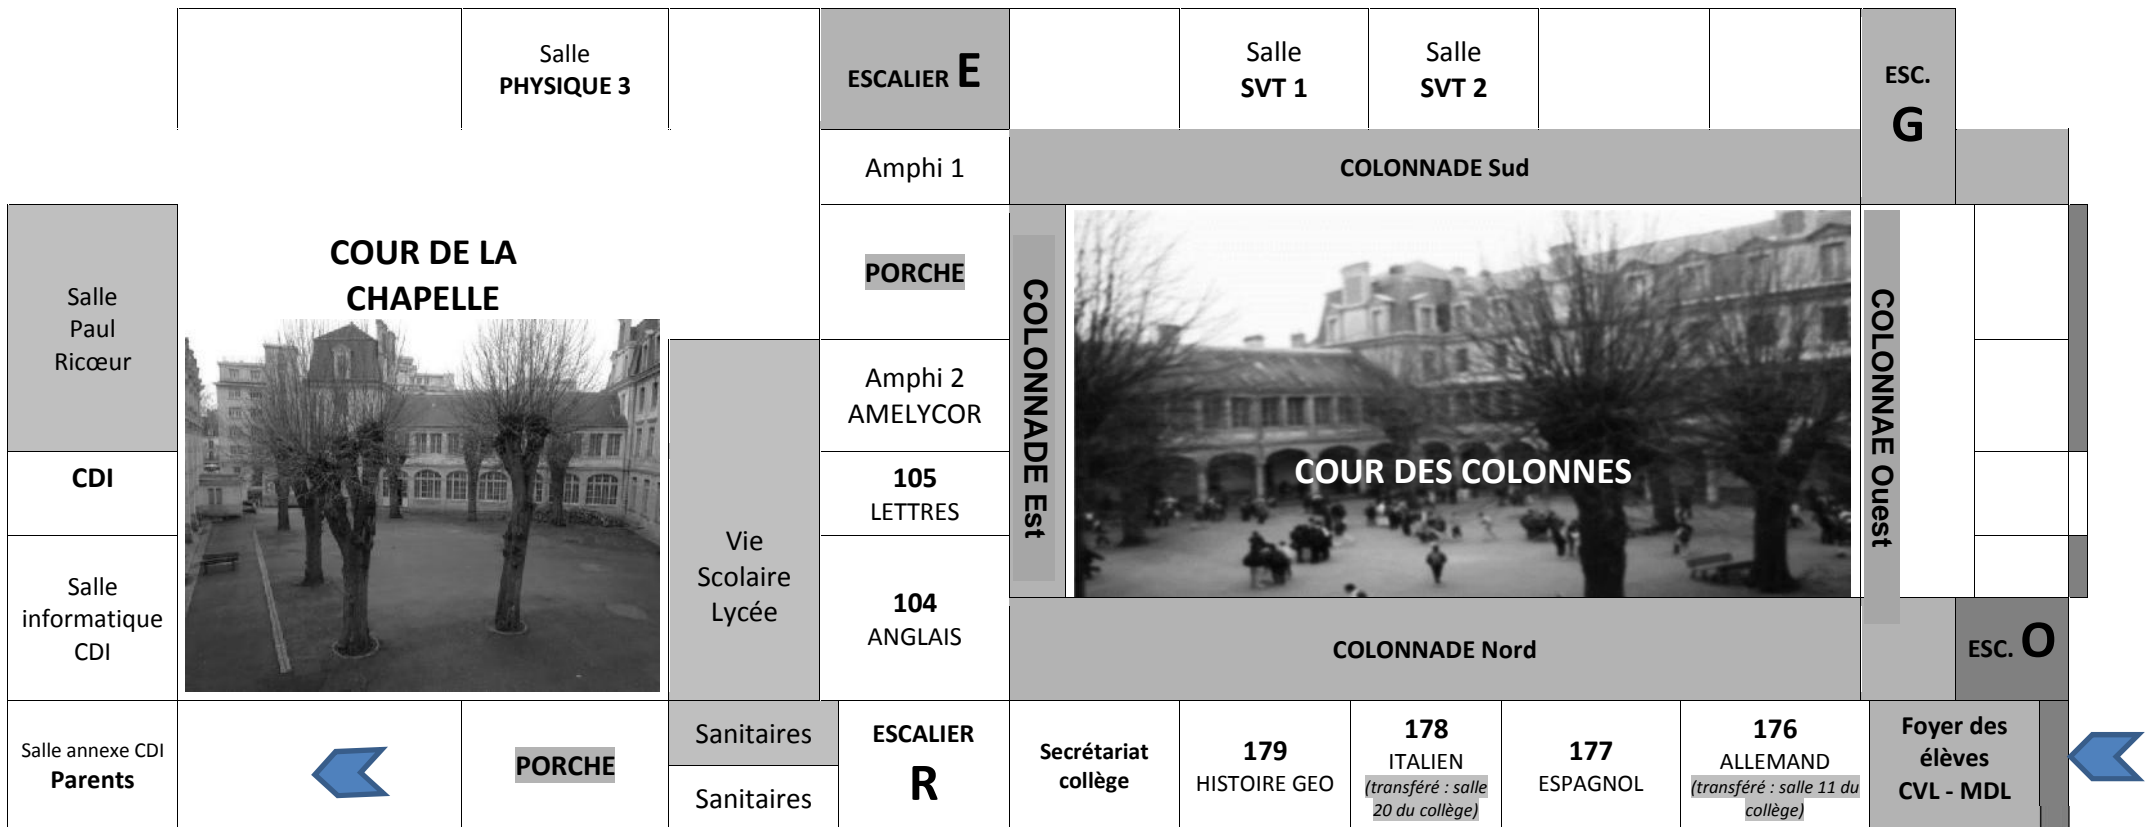 Salle
PHYSIQUE 3
ESCALIER E
Salle
SVT 1
Salle
SVT 2
ESC.
G
Amphi 1
COLONNADE Sud
Salle
Paul
Ricœur
COUR DE LA
CHAPELLE
PORCHE
COLONNADE Est
COLONNAE Ouest
Amphi 2
AMELYCOR
COUR DES COLONNES
CDI
105
LETTRES
Vie
Scolaire
Lycée
Salle
informatique
CDI
104
ANGLAIS
COLONNADE Nord
ESC. O
Salle annexe CDI
Parents
PORCHE
Sanitaires
Sanitaires
ESCALIER
R
Secrétariat
collège
179
HISTOIRE GEO
178
ITALIEN
(transféré : salle
20 du collège)
177
ESPAGNOL
176
ALLEMAND
(transféré : salle 11 du
collège)
Foyer des
élèves
CVL - MDL